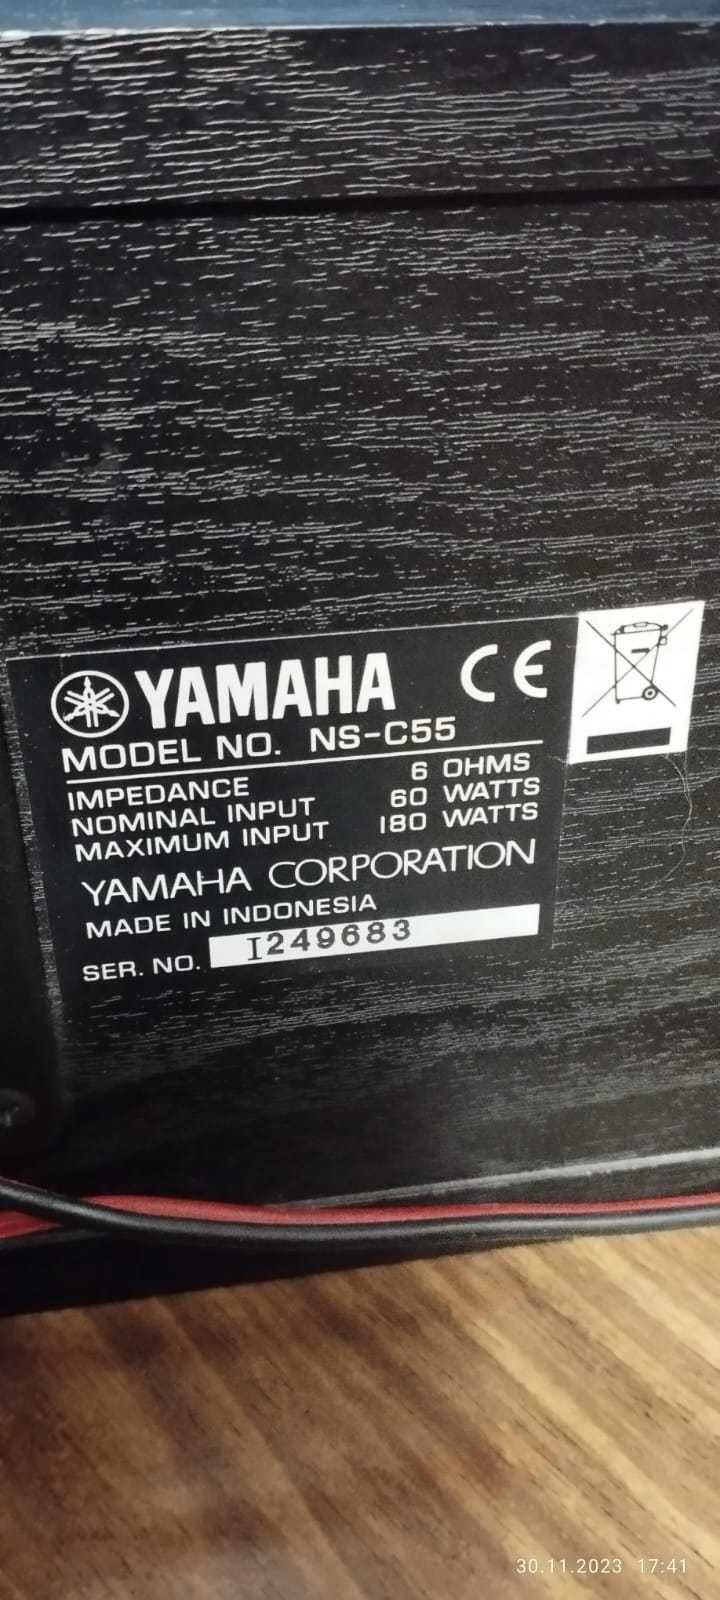 YAMAHA CE
MODEL NO. NS-C55
IMPEDANCE 6 OHMS
NOMINAL INPUT 60 WATTS
MAXIMUM INPUT 180 WATTS
YAMAHA CORPORATION
MADE IN INDONESIA
SER. NO. I249683
30.11.2023 17:41